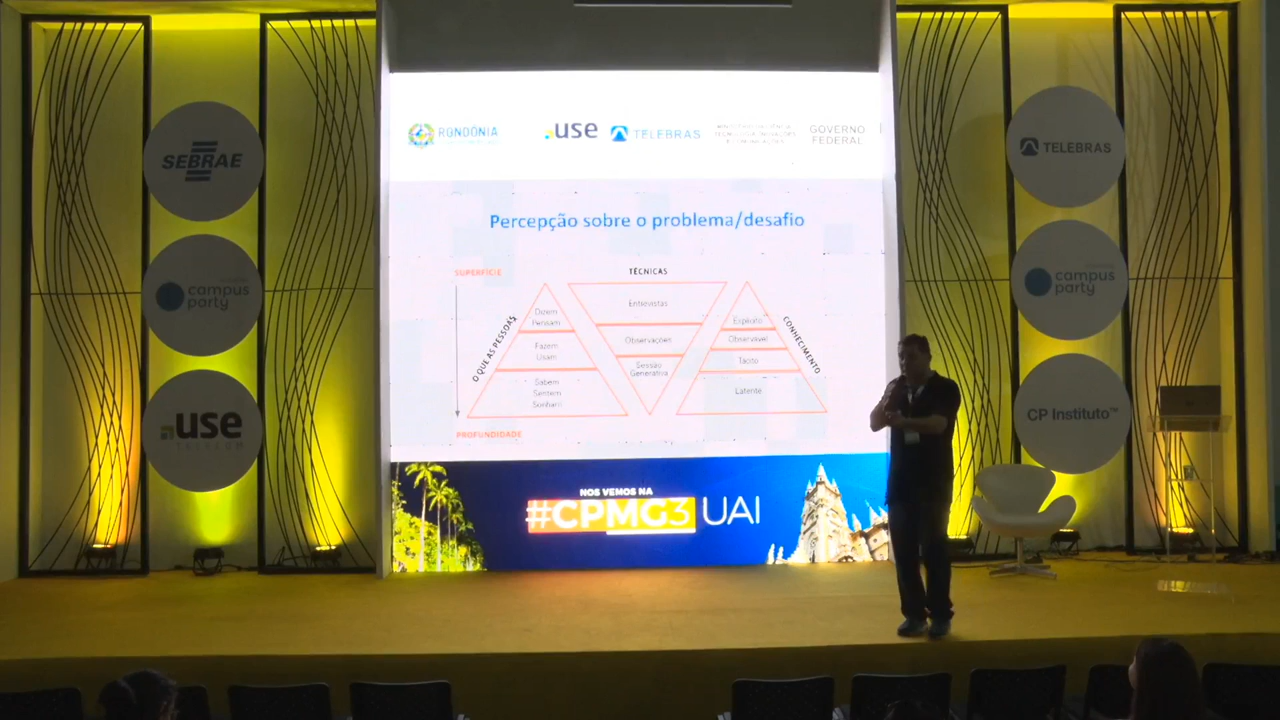 SEBRAE
campus
party
use
TELECOM
RONDÔNIA
use
TELEBRAS
GOVERNO
FEDERAL
Percepção sobre o problema/desafio
SUPERFÍCIE
TÉCNICAS
O QUE AS PESSOAS
Dizem
Pensam
Fazem
Usam
Sabem
Sentem
Sonham
Entrevistas
Observações
Sessão
Generativa
Explícito
Observável
Tácito
Latente
CONHECIMENTO
PROFUNDIDADE
NOS VEMOS NA
#CPMG3 UAI
TELEBRAS
campus
party
CP Instituto™